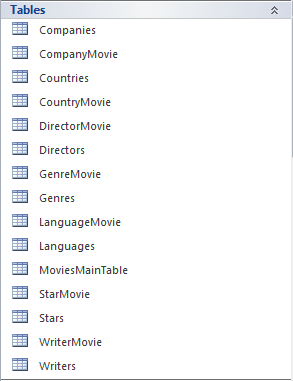 Tables
Companies
CompanyMovie
Countries
CountryMovie
DirectorMovie
Directors
GenreMovie
Genres
LanguageMovie
Languages
MoviesMainTable
StarMovie
Stars
WriterMovie
Writers